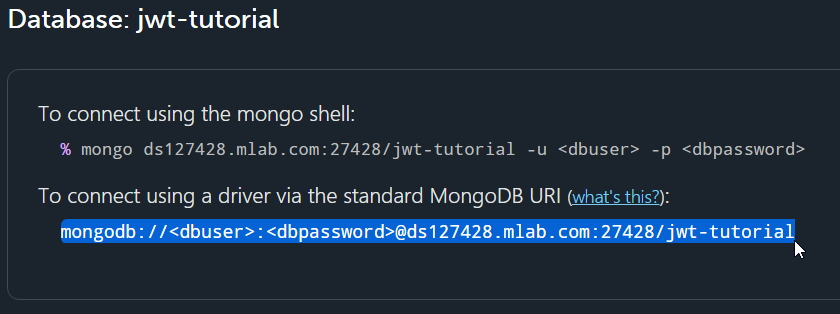 Database: jwt-tutorial
To connect using the mongo shell:
% mongo ds127428.mlab.com:27428/jwt-tutorial -u <dbuser> -p <dbpassword>
To connect using a driver via the standard MongoDB URI (what's this?):
mongodb://<dbuser>:<dbpassword>@ds127428.mlab.com:27428/jwt-tutorial